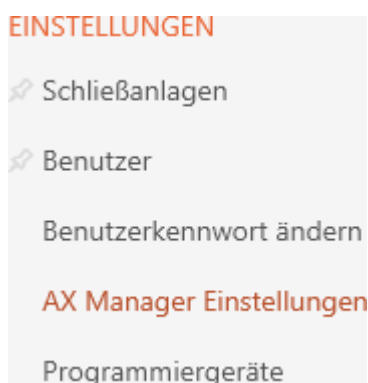 EINSTELLUNGEN
Schließanlagen
Benutzer
Benutzerkennwort ändern
AX Manager Einstellungen
Programmiergeräte